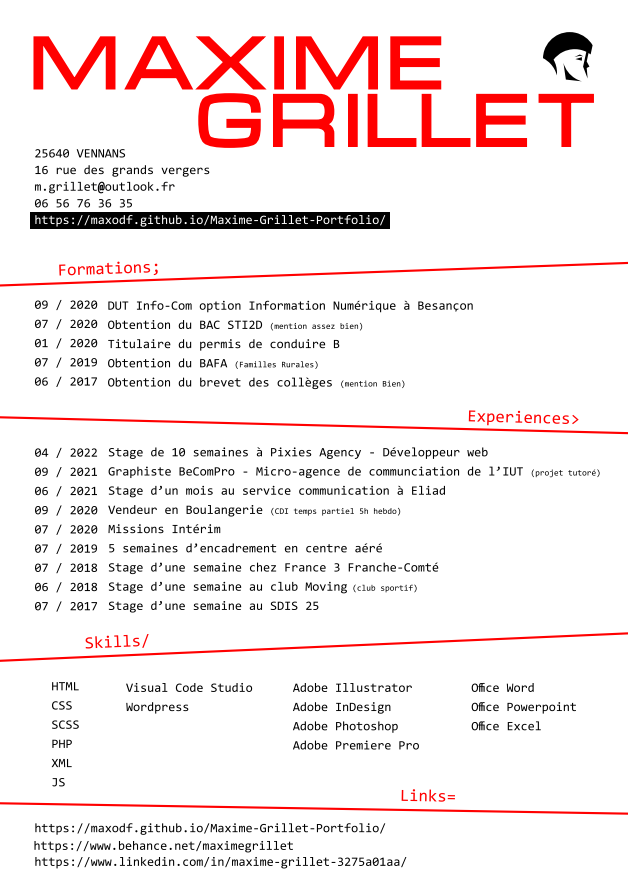 MAXIME
GRILLET
25640 VENNANS
16 rue des grands vergers
m.grillet@outlook.fr
06 56 76 36 35
https://maxodf.github.io/Maxime-Grillet-Portfolio/
Formations;
09 / 2020 DUT Info-Com option Information Numérique à Besançon
07 / 2020 Obtention du BAC STI2D (mention assez bien)
01 / 2020 Titulaire du permis de conduire B
07 / 2019 Obtention du BAFA (Familles Rurales)
06 / 2017 Obtention du brevet des collèges (mention Bien)
Experiences>
04 / 2022 Stage de 10 semaines à Pixies Agency - Développeur web
09 / 2021 Graphiste BeComPro - Micro-agence de communciation de l’IUT (projet tutoré)
06 / 2021 Stage d’un mois au service communication à Eliad
09 / 2020 Vendeur en Boulangerie (CDI temps partiel 5h hebdo)
07 / 2020 Missions Intérim
07 / 2019 5 semaines d’encadrement en centre aéré
07 / 2018 Stage d’une semaine chez France 3 Franche-Comté
06 / 2018 Stage d’une semaine au club Moving (club sportif)
07 / 2017 Stage d’une semaine au SDIS 25
Skills/
HTML
CSS
SCSS
PHP
XML
JS
Visual Code Studio
Wordpress
Adobe Illustrator
Adobe InDesign
Adobe Photoshop
Adobe Premiere Pro
Office Word
Office Powerpoint
Office Excel
Links=
https://maxodf.github.io/Maxime-Grillet-Portfolio/
https://www.behance.net/maximegrillet
https://www.linkedin.com/in/maxime-grillet-3275a01aa/